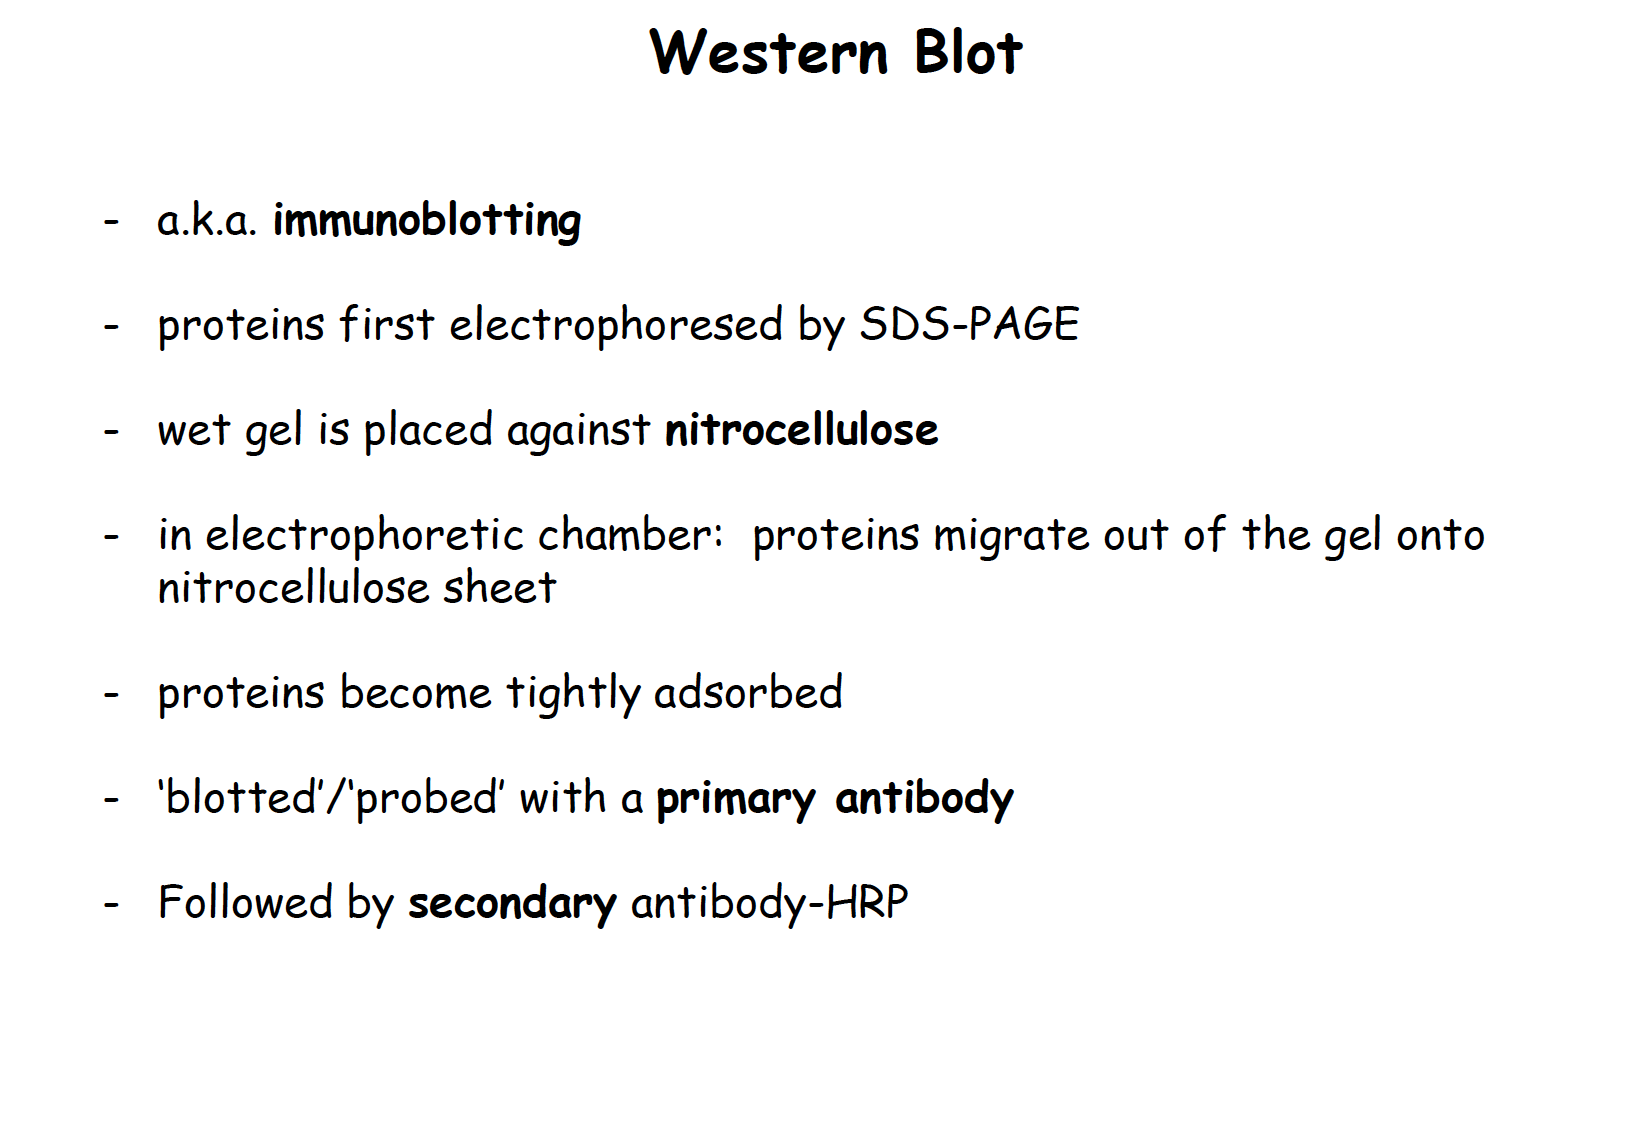 Western Blot
- a.k.a. immunoblotting
- proteins first electrophoresed by SDS-PAGE
- wet gel is placed against nitrocellulose
- in electrophoretic chamber:  proteins migrate out of the gel onto
nitrocellulose sheet
- proteins become tightly adsorbed
- ‘blotted’/‘probed’ with a primary antibody
- Followed by secondary antibody-HRP